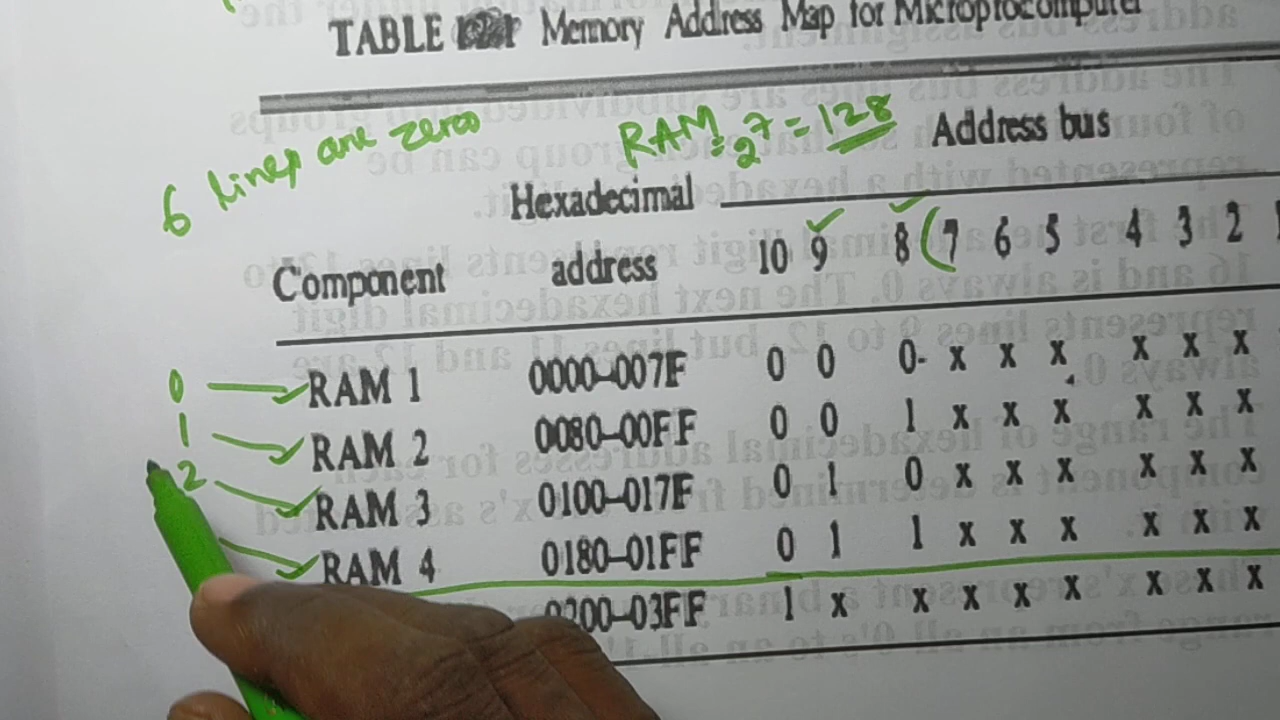 TABLE Memory Address Map for Microprocomputer
6 lines are zeros
RAM = 2^7 = 128
Address bus
Hexadecimal
Component address 10 9 8 (7 6 5 4 3 2
0 RAM 1 0000–007F 0 0 0 x x x x x x
1 RAM 2 0080–00FF 0 0 1 x x x x x x
2 RAM 3 0100–017F 0 1 0 x x x x x x
RAM 4 0180–01FF 0 1 1 x x x x x x
0200–03FF 1 x x x x x x x x